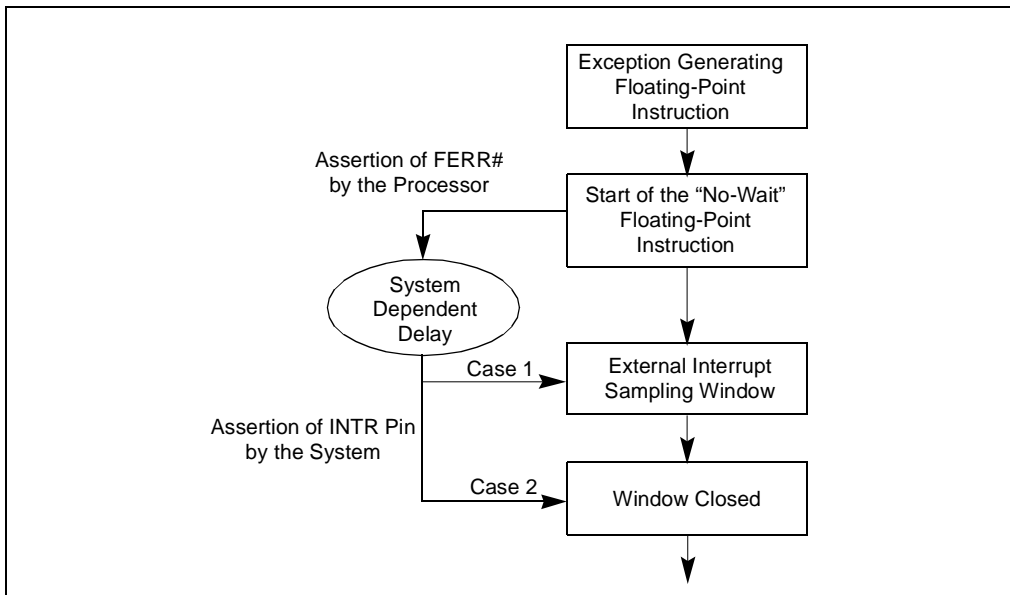 Exception Generating
Floating-Point
Instruction
Assertion of FERR#
by the Processor
Start of the “No-Wait”
Floating-Point
Instruction
System
Dependent
Delay
Case 1
External Interrupt
Sampling Window
Assertion of INTR Pin
by the System
Case 2
Window Closed